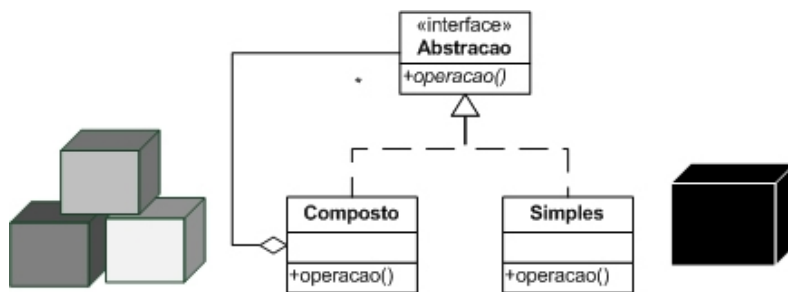 «interface»
Abstracao
+operacao()
*
Composto
+operacao()
Simples
+operacao()